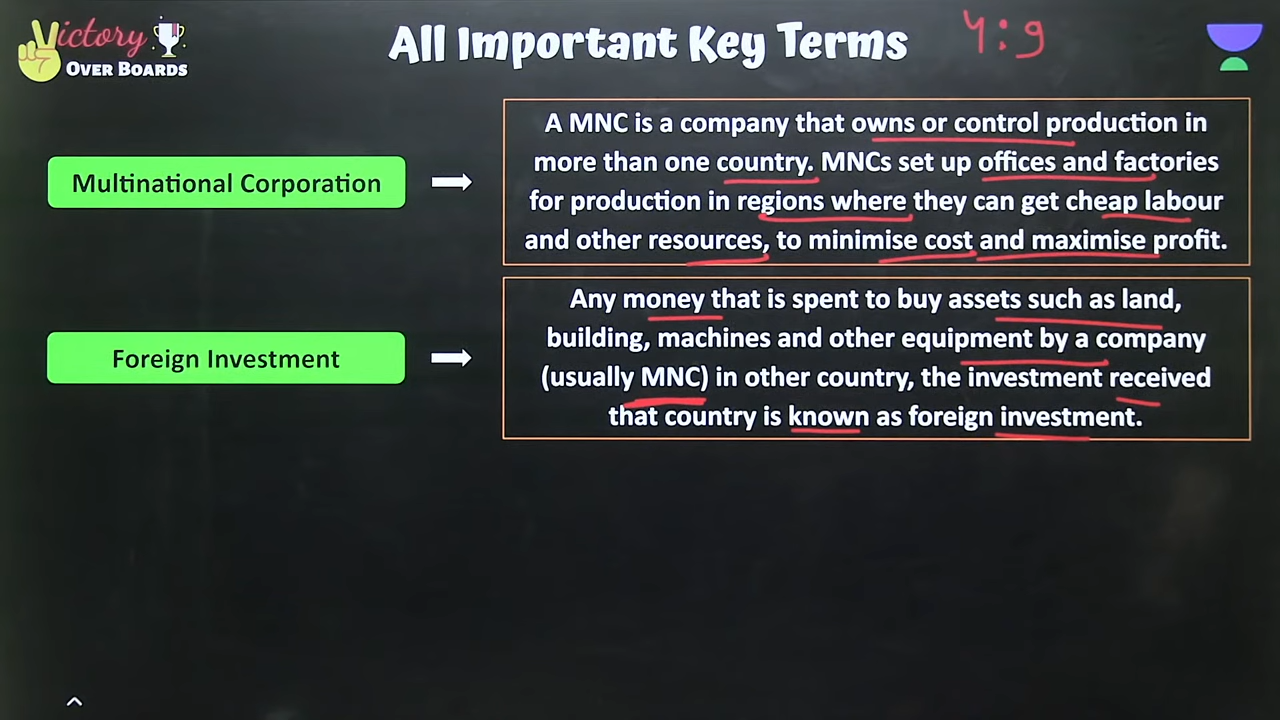 Victory
OVER BOARDS
All Important Key Terms
4:9
Multinational Corporation
A MNC is a company that owns or control production in
more than one country. MNCs set up offices and factories
for production in regions where they can get cheap labour
and other resources, to minimise cost and maximise profit.
Foreign Investment
Any money that is spent to buy assets such as land,
building, machines and other equipment by a company
(usually MNC) in other country, the investment received
that country is known as foreign investment.